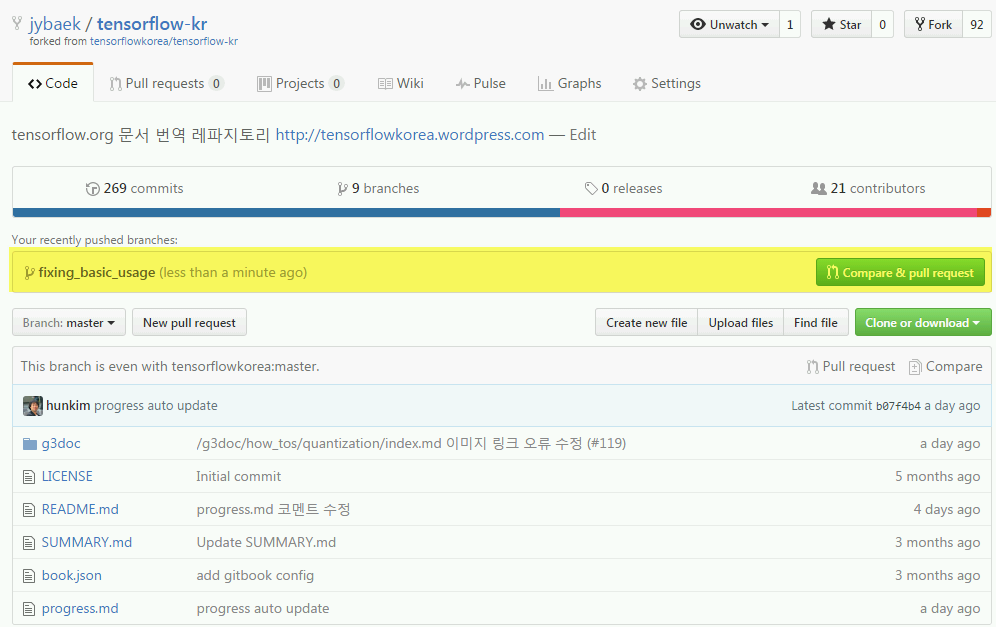 jybaek / tensorflow-kr
forked from tensorflowkorea/tensorflow-kr
Unwatch 1 Star 0 Fork 92
Code Pull requests 0 Projects 0 Wiki Pulse Graphs Settings
tensorflow.org 문서 번역 레파지토리 http://tensorflowkorea.wordpress.com — Edit
269 commits 9 branches 0 releases 21 contributors
Your recently pushed branches:
fixing_basic_usage (less than a minute ago) Compare & pull request
Branch: master New pull request Create new file Upload files Find file Clone or download
This branch is even with tensorflowkorea:master. Pull request Compare
hunkim progress auto update Latest commit b07f4b4 a day ago
g3doc /g3doc/how_tos/quantization/index.md 이미지 링크 오류 수정 (#119) a day ago
LICENSE Initial commit 5 months ago
README.md progress.md 코멘트 수정 4 days ago
SUMMARY.md Update SUMMARY.md 3 months ago
book.json add gitbook config 3 months ago
progress.md progress auto update a day ago